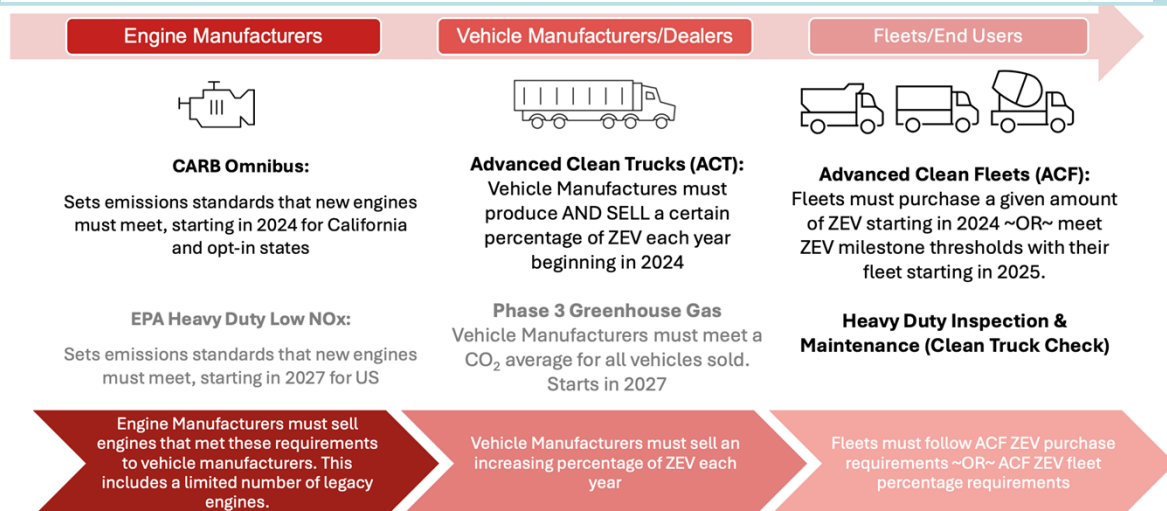 Engine Manufacturers
Vehicle Manufacturers/Dealers
Fleets/End Users
CARB Omnibus:
Sets emissions standards that new engines
must meet, starting in 2024 for California
and opt-in states
EPA Heavy Duty Low NOx:
Sets emissions standards that new engines
must meet, starting in 2027 for US
Advanced Clean Trucks (ACT):
Vehicle Manufactures must
produce AND SELL a certain
percentage of ZEV each year
beginning in 2024
Phase 3 Greenhouse Gas
Vehicle Manufacturers must meet a
CO₂ average for all vehicles sold.
Starts in 2027
Advanced Clean Fleets (ACF):
Fleets must purchase a given amount
of ZEV starting in 2024 ~OR~ meet
ZEV milestone thresholds with their
fleet starting in 2025.
Heavy Duty Inspection &
Maintenance (Clean Truck Check)
Engine Manufacturers must sell
engines that met these requirements
to vehicle manufacturers. This
includes a limited number of legacy
engines.
Vehicle Manufacturers must sell an
increasing percentage of ZEV each
year
Fleets must follow ACF ZEV purchase
requirements ~OR~ ACF ZEV fleet
percentage requirements